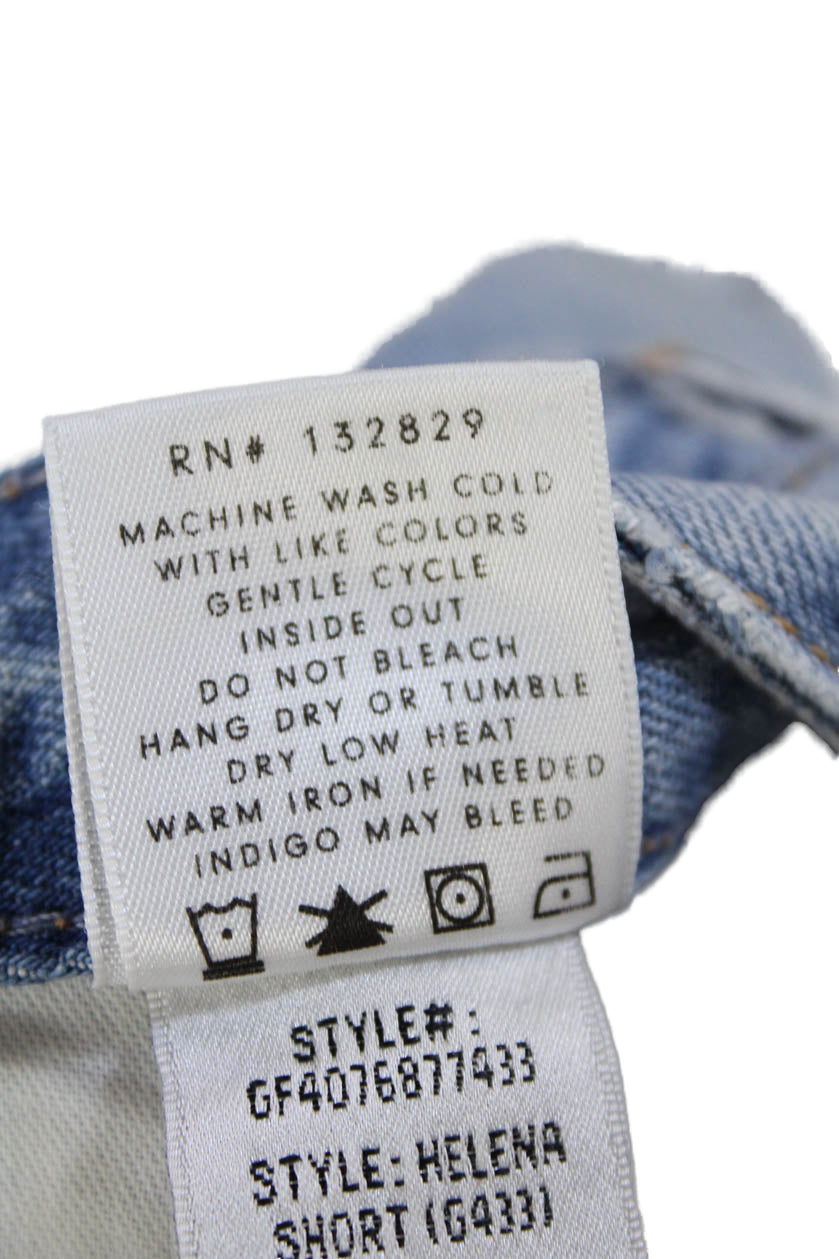 RN# 132829
MACHINE WASH COLD
WITH LIKE COLORS
GENTLE CYCLE
INSIDE OUT
DO NOT BLEACH
HANG DRY OR TUMBLE
DRY LOW HEAT
WARM IRON IF NEEDED
INDIGO MAY BLEED
STYLE#:
GF4076877433
STYLE: HELENA
SHORT (G433)